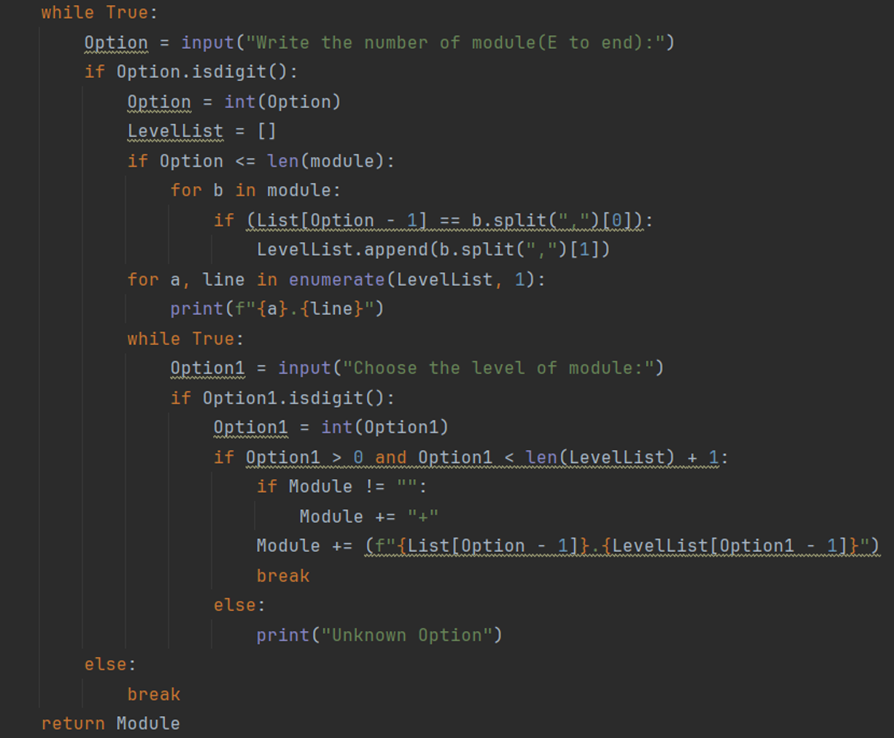 while True:
    Option = input("Write the number of module(E to end):")
    if Option.isdigit():
        Option = int(Option)
        LevelList = []
        if Option <= len(module):
            for b in module:
                if (List[Option - 1] == b.split(",")[0]):
                    LevelList.append(b.split(",")[1])
        for a, line in enumerate(LevelList, 1):
            print(f"{a}.{line}")
        while True:
            Option1 = input("Choose the level of module:")
            if Option1.isdigit():
                Option1 = int(Option1)
                if Option1 > 0 and Option1 < len(LevelList) + 1:
                    if Module != "":
                        Module += "+"
                    Module += (f"{List[Option - 1]}.{LevelList[Option1 - 1]}")
                    break
                else:
                    print("Unknown Option")
    else:
        break
return Module